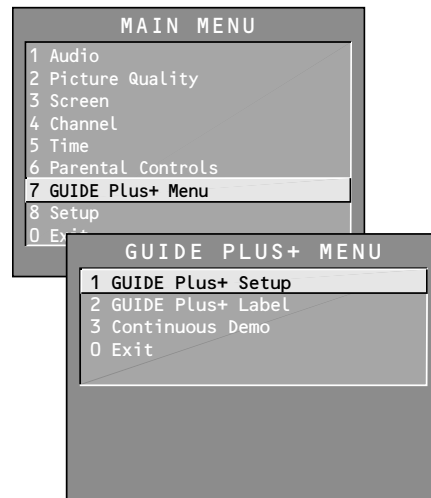 MAIN MENU
1 Audio
2 Picture Quality
3 Screen
4 Channel
5 Time
6 Parental Controls
7 GUIDE Plus+ Menu
8 Setup
0
GUIDE PLUS+ MENU
1 GUIDE Plus+ Setup
2 GUIDE Plus+ Label
3 Continuous Demo
0 Exit